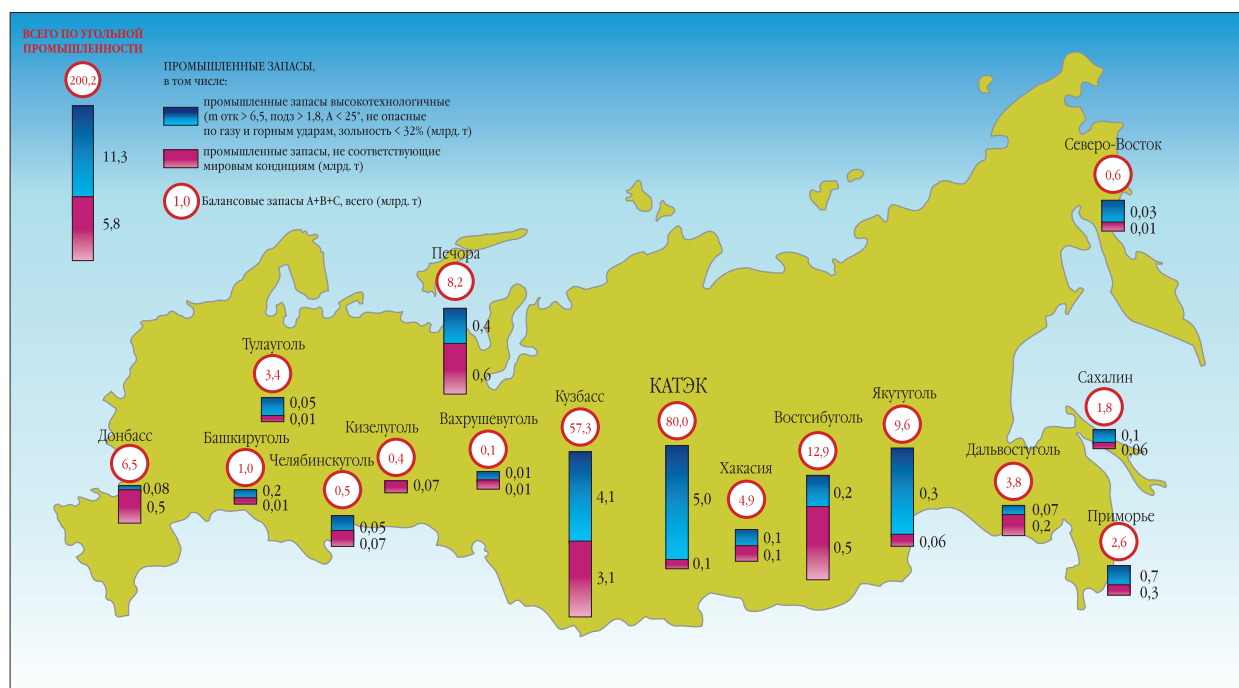 ВСЕГО ПО УГОЛЬНОЙ
ПРОМЫШЛЕННОСТИ
200,2
11,3
5,8
ПРОМЫШЛЕННЫЕ ЗАПАСЫ,
в том числе:
промышленные запасы высокотехнологичные
(m отк > 6,5, подз > 1,8, А < 25°, не опасные
по газу и горным ударам, зольность < 32% (млрд. т)
промышленные запасы, не соответствующие
мировым кондициям (млрд. т)
1,0
Балансовые запасы А+В+С, всего (млрд. т)
Северо-Восток
0,6
0,03
0,01
Печора
8,2
0,4
0,6
Тулауголь
3,4
0,05
0,01
Донбасс
6,5
0,08
0,5
Башкируголь
1,0
0,2
0,01
Челябинскуголь
0,5
0,05
0,07
Кизелуголь
0,4
0,07
Вахрушевуголь
0,1
0,01
0,01
Кузбасс
57,3
4,1
3,1
КАТЭК
80,0
5,0
0,1
Хакасия
4,9
0,1
0,1
Востсибуголь
12,9
0,2
0,5
Якутуголь
9,6
0,3
0,06
Дальвостуголь
3,8
0,07
0,2
Сахалин
1,8
0,1
0.06
Приморье
2,6
0,7
0,3